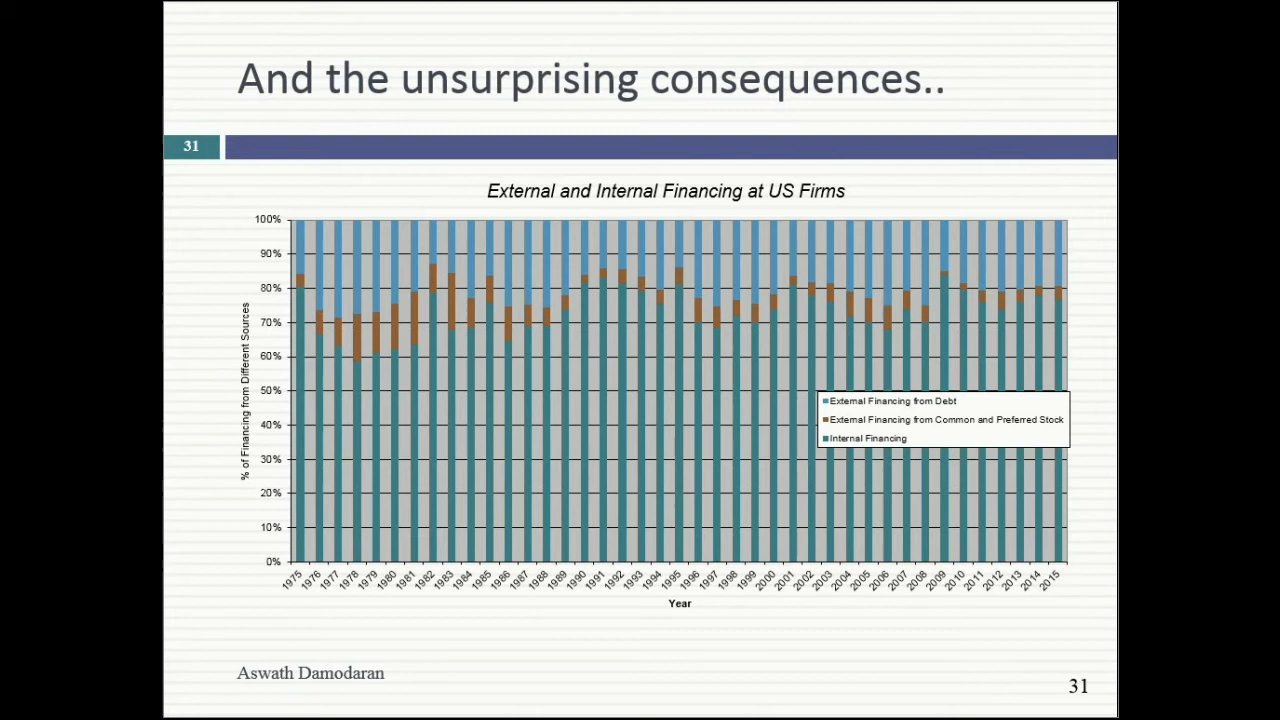 And the unsurprising consequences..
31
External and Internal Financing at US Firms
100%
90%
80%
70%
60%
50%
40%
30%
20%
10%
0%
% of Financing from Different Sources
External Financing from Debt
External Financing from Common and Preferred Stock
Internal Financing
1975 1976 1977 1978 1979 1980 1981 1982 1983 1984 1985 1986 1987 1988 1989 1990 1991 1992 1993 1994 1995 1996 1997 1998 1999 2000 2001 2002 2003 2004 2005 2006 2007 2008 2009 2010 2011 2012 2013 2014 2015
Year
Aswath Damodaran
31